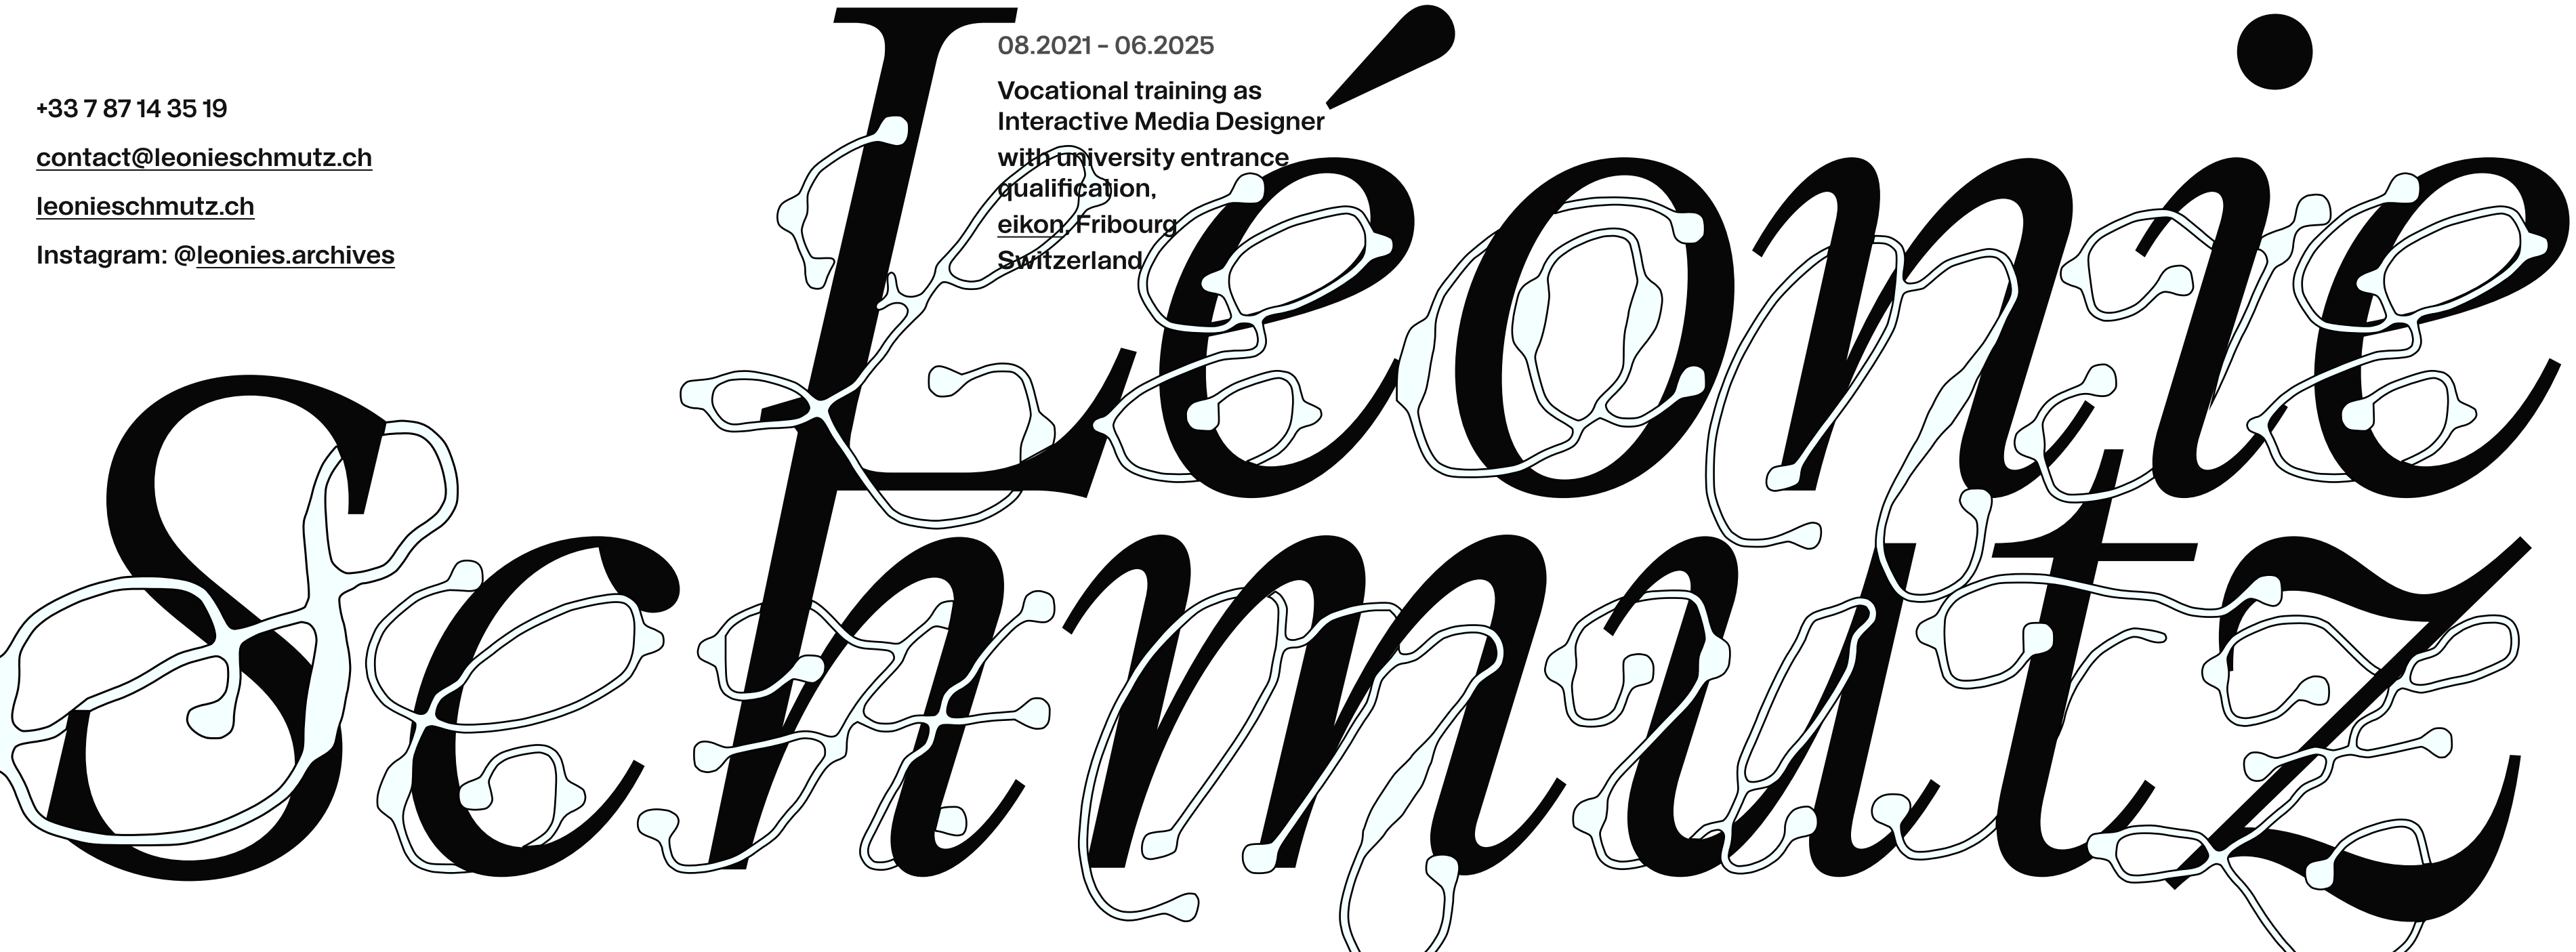 +33 7 87 14 35 19
contact@leonieschmutz.ch
leonieschmutz.ch
Instagram: @leonies.archives
08.2021 – 06.2025
Vocational training as
Interactive Media Designer
with university entrance
qualification,
eikon, Fribourg
Switzerland
Léonie
Schmutz